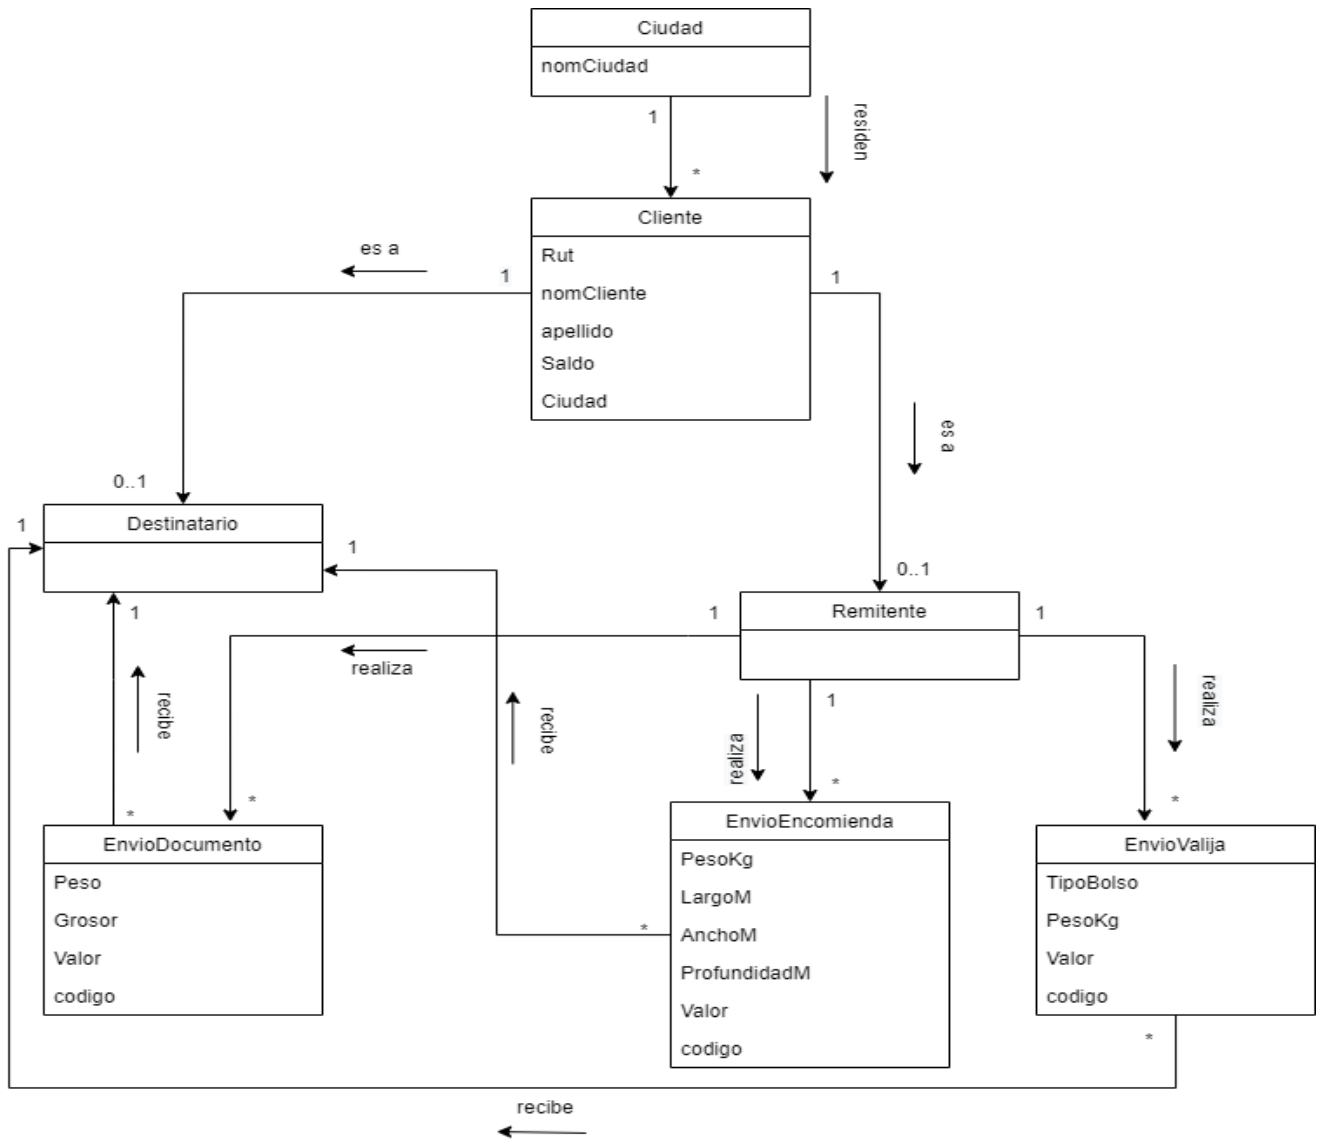 Ciudad
nomCiudad
1
residen
*
Cliente
Rut
nomCliente
apellido
Saldo
Ciudad
es a
1
1
es a
0..1
0..1
1
Destinatario
1
1
Remitente
1
1
realiza
recibe
recibe
1
realiza
realiza
*
*
*
*
EnvioDocumento
Peso
Grosor
Valor
codigo
EnvioEncomienda
PesoKg
LargoM
AnchoM
ProfundidadM
Valor
codigo
*
EnvioValija
TipoBolso
PesoKg
Valor
codigo
*
recibe